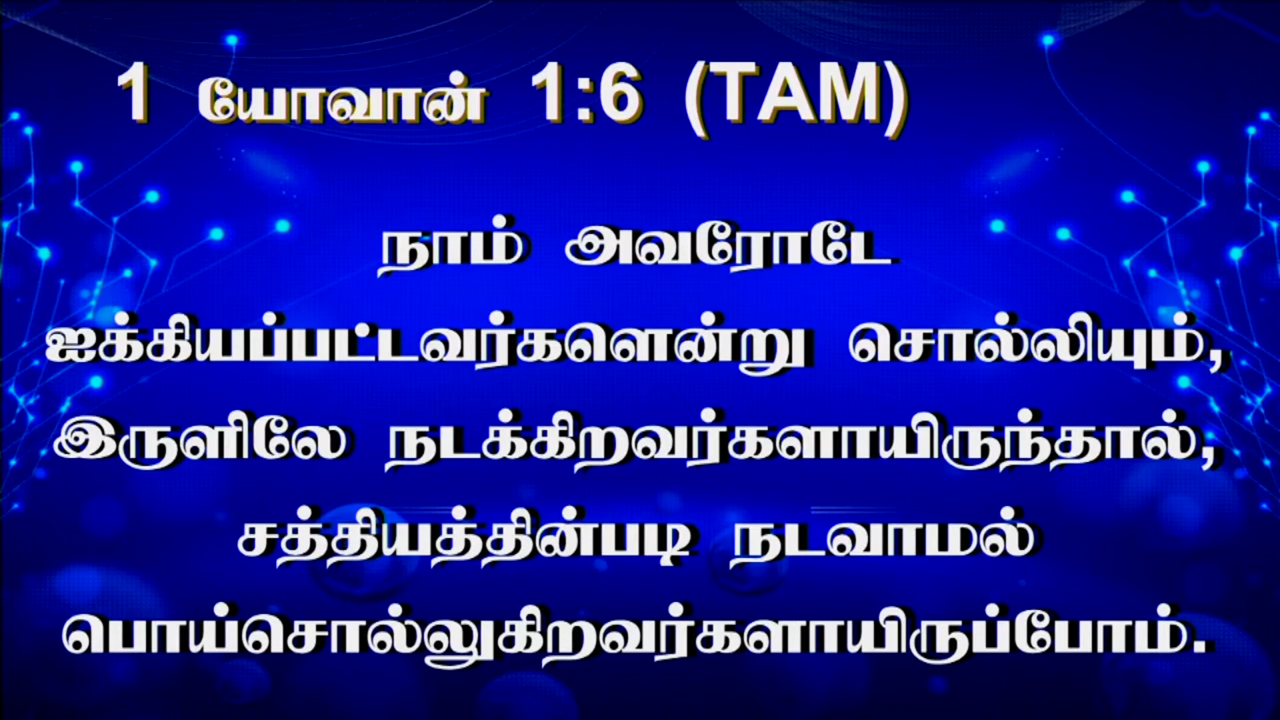 1 யோவான் 1:6 (TAM)
நாம் அவரோடே
ஐக்கியப்பட்டவர்களென்று சொல்லியும்,
இருளிலே நடக்கிறவர்களாயிருந்தால்,
சத்தியத்தின்படி நடவாமல்
பொய்சொல்லுகிறவர்களாயிருப்போம்.